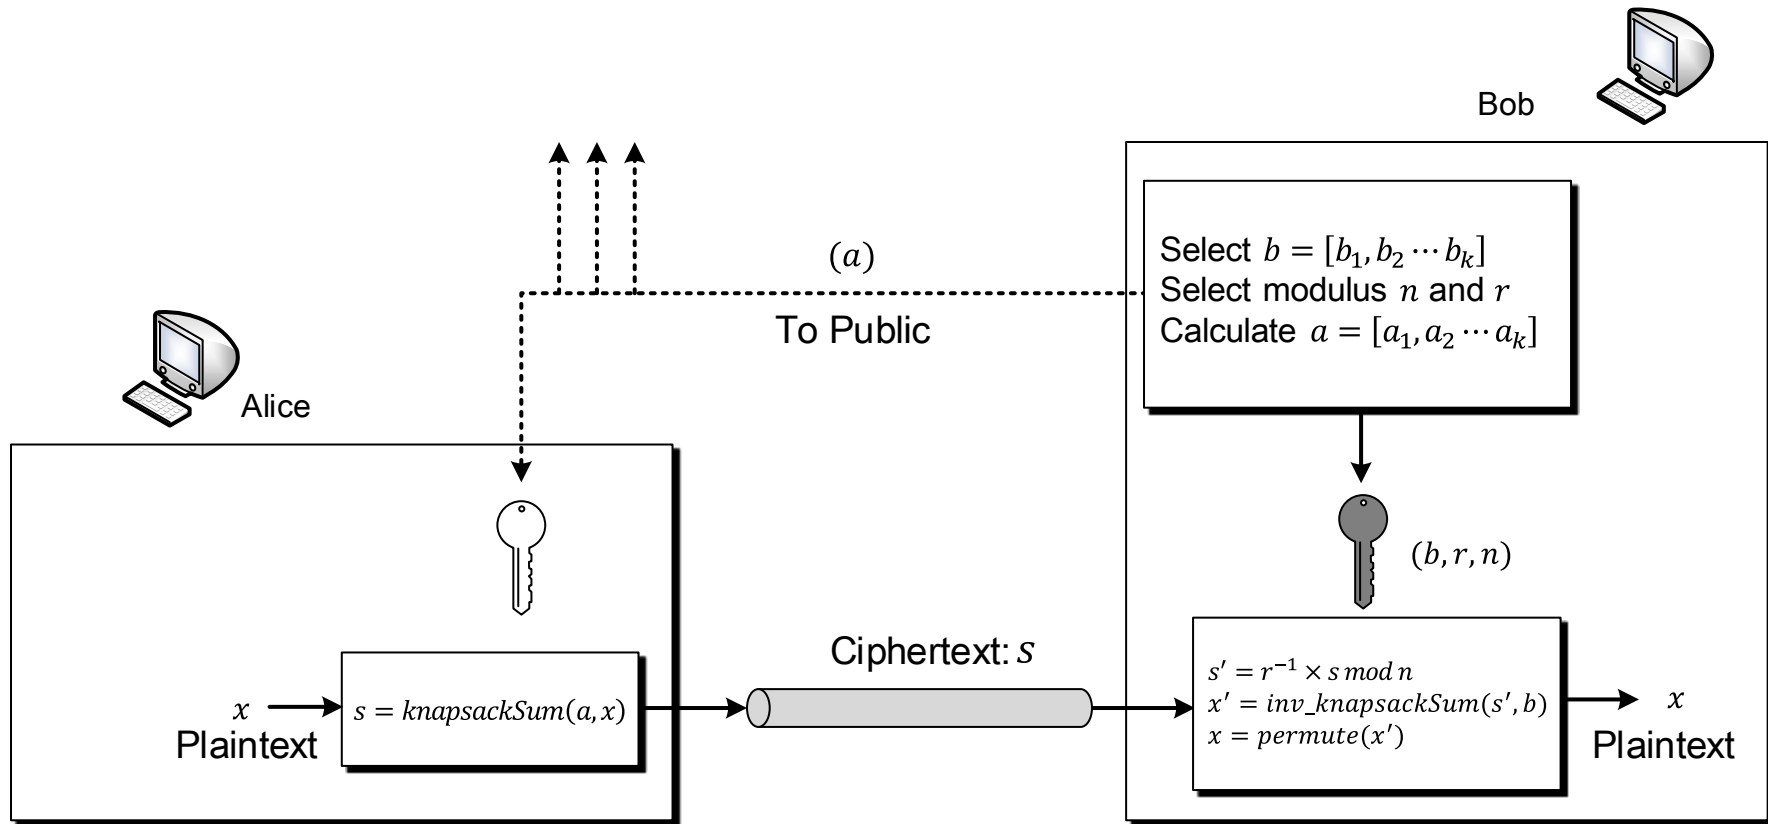 Bob
Select b = [b₁, b₂ ⋯ bₖ]
Select modulus n and r
Calculate a = [a₁, a₂ ⋯ aₖ]
(a)
To Public
Alice
(b, r, n)
Ciphertext: s
s′ = r⁻¹ × s mod n
x′ = inv_knapsackSum(s′, b)
x = permute(x′)
x
Plaintext
s = knapsackSum(a, x)
x
Plaintext